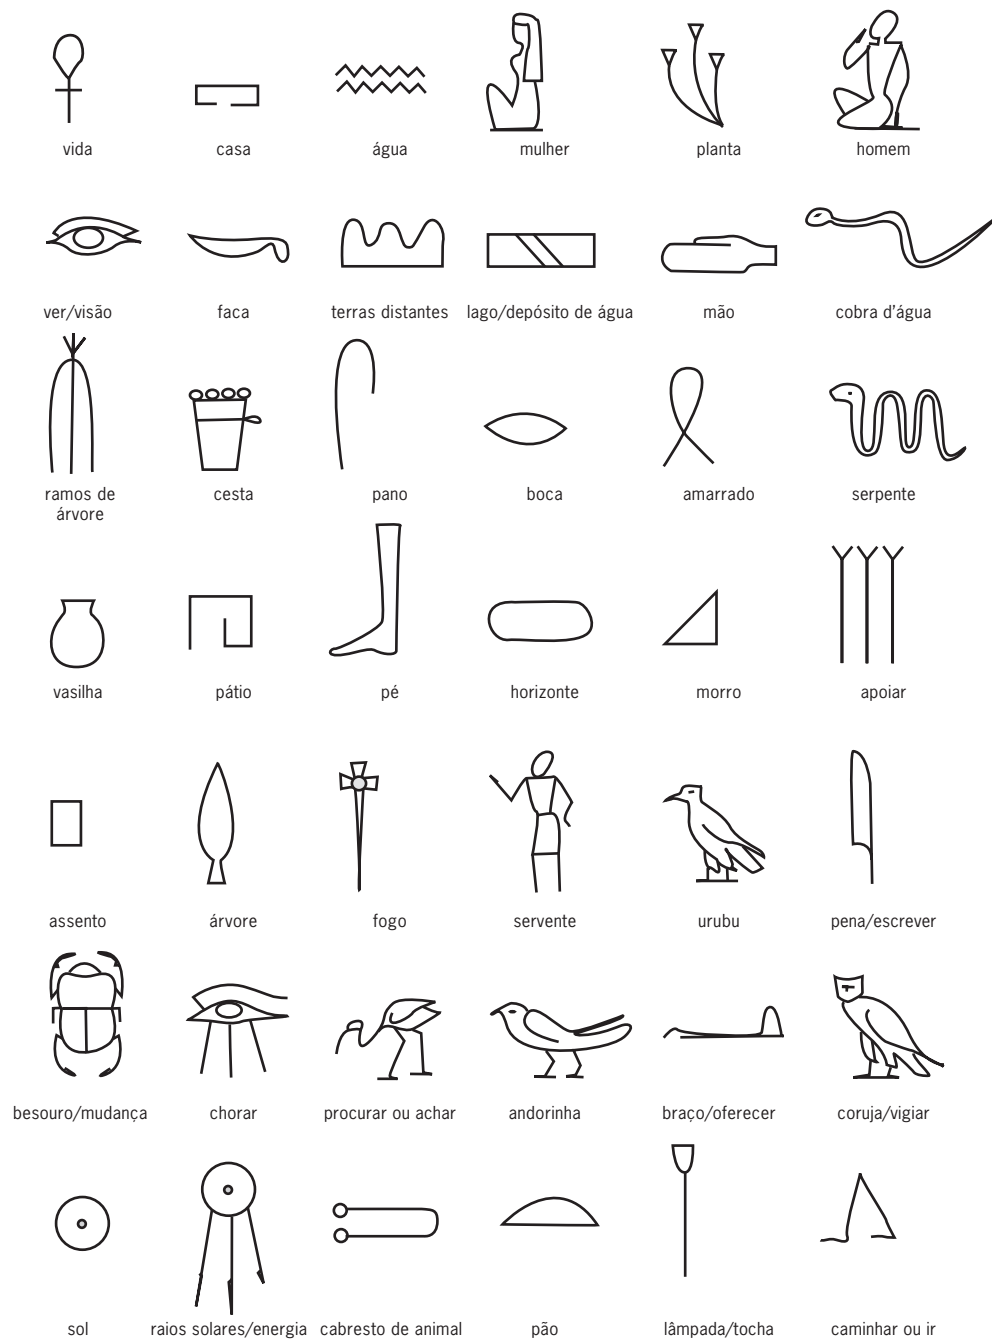 vida casa água mulher planta homem
ver/visão faca terras distantes lago/depósito de água mão cobra d'água
ramos de árvore cesta pano boca amarrado serpente
vasilha pátio pé horizonte morro apoiar
assento árvore fogo servente urubu pena/escrever
besouro/mudança chorar procurar ou achar andorinha braço/oferecer coruja/vigiar
sol raios solares/energia cabresto de animal pão lâmpada/tocha caminhar ou ir